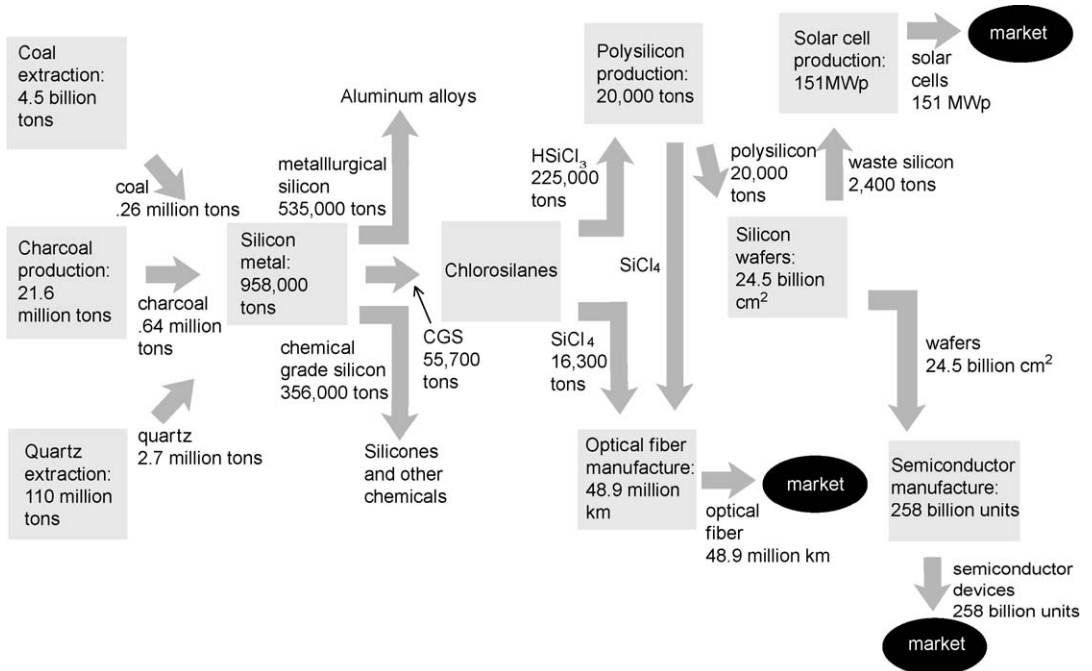 Coal
extraction:
4.5 billion
tons
coal
.26 million tons
Charcoal
production:
21.6
million tons
charcoal
.64 million
tons
Quartz
extraction:
110 million
tons
quartz
2.7 million tons
Silicon
metal:
958,000
tons
Aluminum alloys
metalllurgical
silicon
535,000 tons
chemical
grade silicon
356,000 tons
Silicones
and other
chemicals
CGS
55,700
tons
Chlorosilanes
HSiCl3
225,000
tons
SiCl4
16,300
tons
Polysilicon
production:
20,000 tons
SiCl4
polysilicon
20,000
tons
Optical fiber
manufacture:
48.9 million
km
optical
fiber
48.9 million km
market
Silicon
wafers:
24.5 billion
cm2
waste silicon
2,400 tons
Solar cell
production:
151MWp
solar
cells
151 MWp
market
wafers
24.5 billion cm2
Semiconductor
manufacture:
258 billion units
semiconductor
devices
258 billion units
market